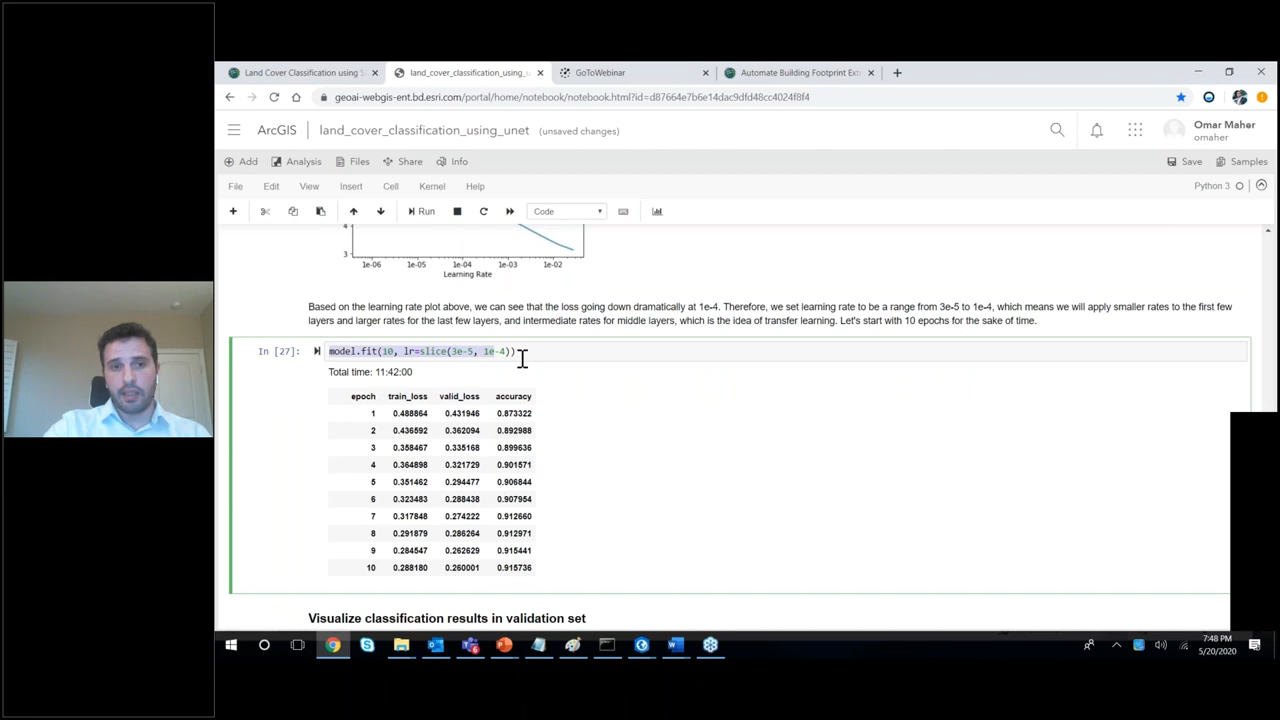 Land Cover Classification using S
land_cover_classification_using_u
GoToWebinar
Automate Building Footprint Ext
geoai-webgis-ent.bd.esri.com/portal/home/notebook/notebook.html?id=d87664e7b6e14dac9dfd48cc4024f8f4
ArcGIS
land_cover_classification_using_unet (unsaved changes)
Omar Maher
omaher
Add Analysis Files Share Info
Save Samples
File Edit View Insert Cell Kernel Help
Python 3
Run
Code
4
3
1e-06 1e-05 1e-04 1e-03 1e-02
Learning Rate
Based on the learning rate plot above, we can see that the loss going down dramatically at 1e-4. Therefore, we set learning rate to be a range from 3e-5 to 1e-4, which means we will apply smaller rates to the first few
layers and larger rates for the last few layers, and intermediate rates for middle layers, which is the idea of transfer learning. Let's start with 10 epochs for the sake of time.
In [27]: model.fit(10, lr=slice(3e-5, 1e-4))
Total time: 11:42:00
epoch train_loss valid_loss accuracy
1 0.488864 0.431946 0.873322
2 0.436592 0.362094 0.892988
3 0.358467 0.335168 0.899636
4 0.364898 0.321729 0.901571
5 0.351462 0.294477 0.906844
6 0.323483 0.288438 0.907954
7 0.317848 0.274222 0.912660
8 0.291879 0.286264 0.912971
9 0.284547 0.262629 0.915441
10 0.288180 0.260001 0.915736
Visualize classification results in validation set
7:48 PM
5/20/2020